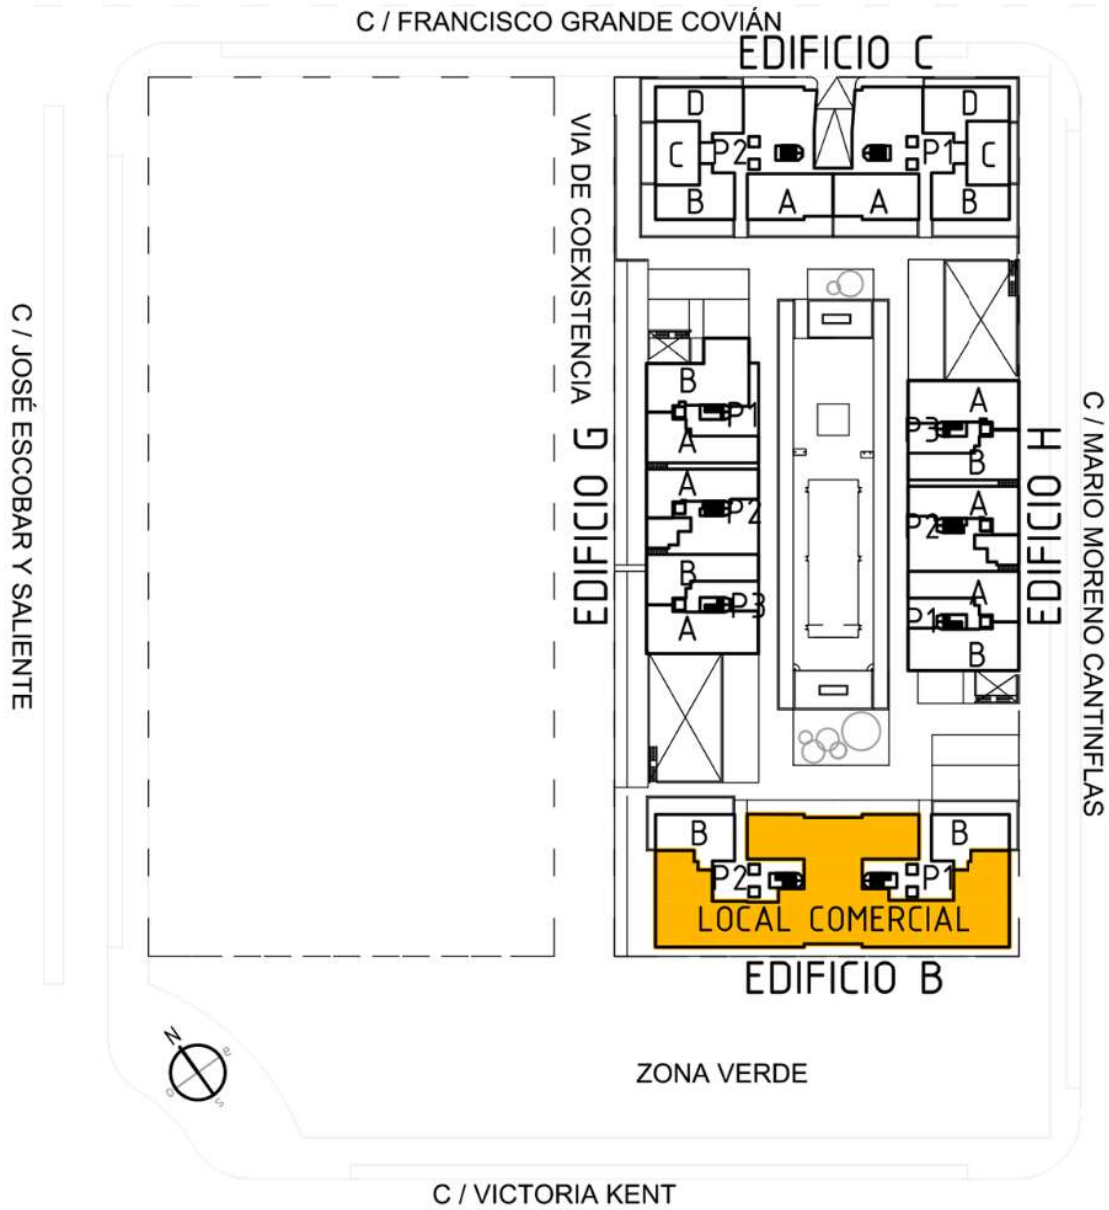 C / FRANCISCO GRANDE COVIÁN
EDIFICIO C
D
D
C
P2
P1
C
B
A
A
B
VIA DE COEXISTENCIA
C / JOSÉ ESCOBAR Y SALIENTE
EDIFICIO G
B
P1
A
A
P2
B
P3
A
A
P3
B
A
P2
A
P1
B
EDIFICIO H
C / MARIO MORENO CANTINFLAS
B
B
P2
P1
LOCAL COMERCIAL
EDIFICIO B
N
S
O
ZONA VERDE
C / VICTORIA KENT